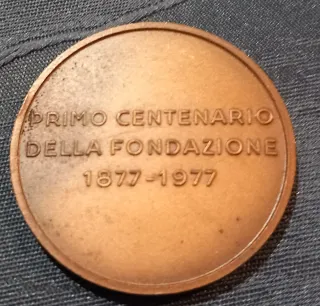 PRIMO CENTENARIO
DELLA FONDAZIONE
1877-1977